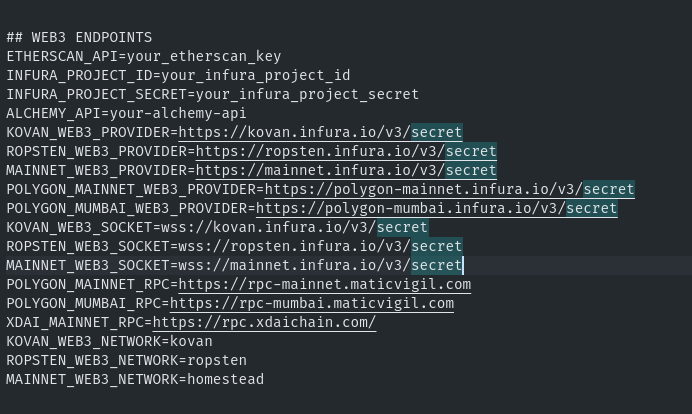 ## WEB3 ENDPOINTS
ETHERSCAN_API=your_etherscan_key
INFURA_PROJECT_ID=your_infura_project_id
INFURA_PROJECT_SECRET=your_infura_project_secret
ALCHEMY_API=your-alchemy-api
KOVAN_WEB3_PROVIDER=https://kovan.infura.io/v3/secret
ROPSTEN_WEB3_PROVIDER=https://ropsten.infura.io/v3/secret
MAINNET_WEB3_PROVIDER=https://mainnet.infura.io/v3/secret
POLYGON_MAINNET_WEB3_PROVIDER=https://polygon-mainnet.infura.io/v3/secret
POLYGON_MUMBAI_WEB3_PROVIDER=https://polygon-mumbai.infura.io/v3/secret
KOVAN_WEB3_SOCKET=wss://kovan.infura.io/v3/secret
ROPSTEN_WEB3_SOCKET=wss://ropsten.infura.io/v3/secret
MAINNET_WEB3_SOCKET=wss://mainnet.infura.io/v3/secret
POLYGON_MAINNET_RPC=https://rpc-mainnet.maticvigil.com
POLYGON_MUMBAI_RPC=https://rpc-mumbai.maticvigil.com
XDAI_MAINNET_RPC=https://rpc.xdaichain.com/
KOVAN_WEB3_NETWORK=kovan
ROPSTEN_WEB3_NETWORK=ropsten
MAINNET_WEB3_NETWORK=homestead